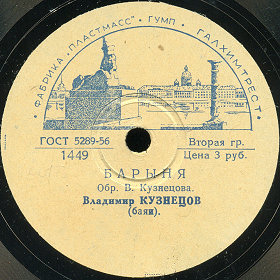 ФАБРИКА „ПЛАСТМАСС" • ГУМП • ГАЛХИМТРЕСТ
ГОСТ 5289-56
Вторая гр.
1449
Цена 3 руб.
БАРЫНЯ
Обр. В. Кузнецова.
Владимир КУЗНЕЦОВ
(баян).